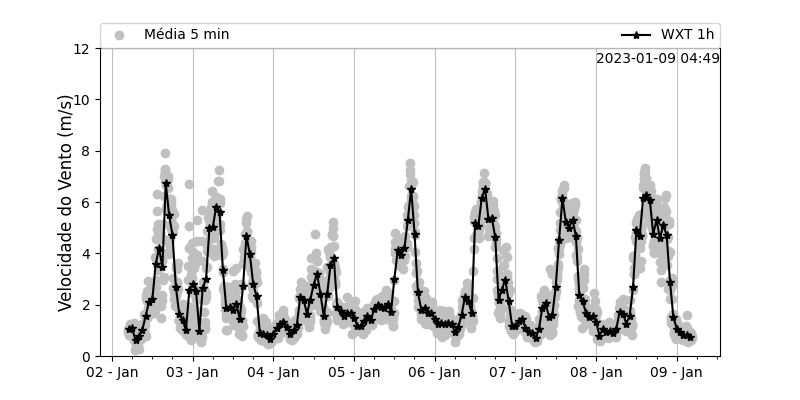 Média 5 min
WXT 1h
2023-01-09 04:49
Velocidade do Vento (m/s)
12
10
8
6
4
2
0
02 - Jan
03 - Jan
04 - Jan
05 - Jan
06 - Jan
07 - Jan
08 - Jan
09 - Jan